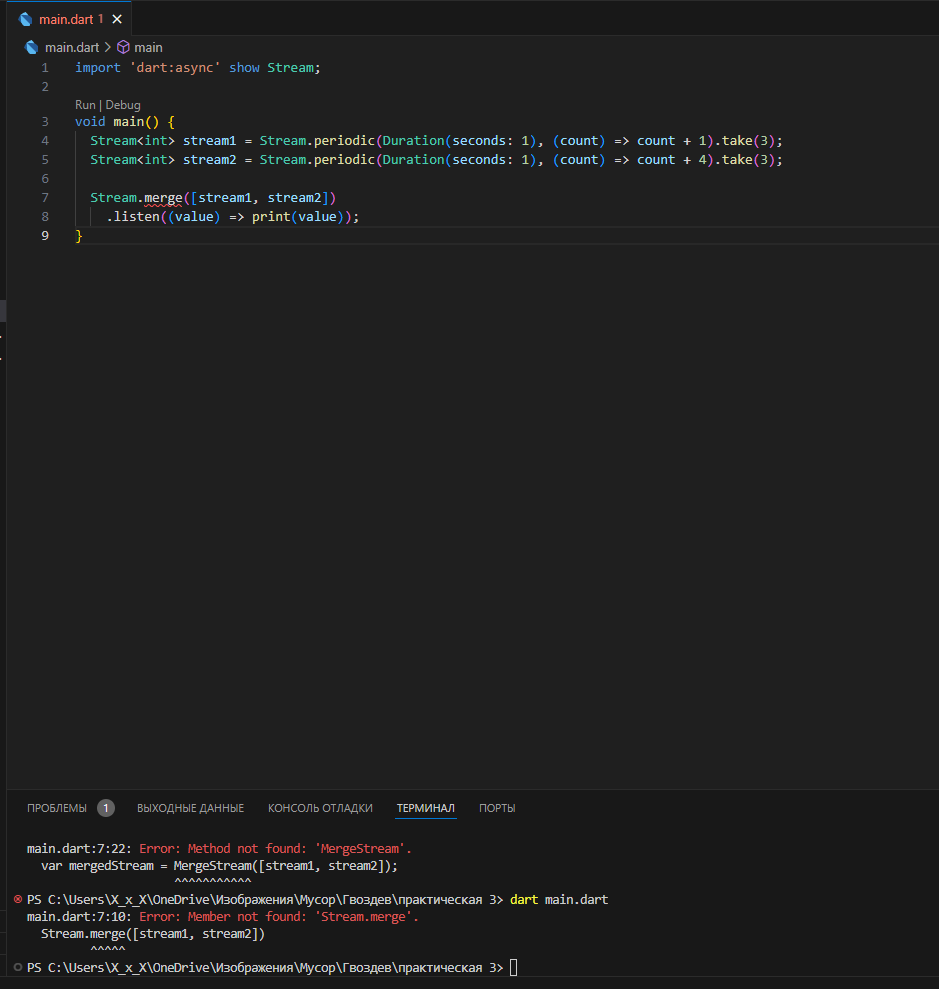 main.dart 1
main.dart > main
1 import 'dart:async' show Stream;
2
Run | Debug
3 void main() {
4 Stream<int> stream1 = Stream.periodic(Duration(seconds: 1), (count) => count + 1).take(3);
5 Stream<int> stream2 = Stream.periodic(Duration(seconds: 1), (count) => count + 4).take(3);
6
7 Stream.merge([stream1, stream2])
8 .listen((value) => print(value));
9 }
ПРОБЛЕМЫ 1 ВЫХОДНЫЕ ДАННЫЕ КОНСОЛЬ ОТЛАДКИ ТЕРМИНАЛ ПОРТЫ
main.dart:7:22: Error: Method not found: 'MergeStream'.
var mergedStream = MergeStream([stream1, stream2]);
^^^^^^^^^^^
PS C:\Users\X_x_X\OneDrive\Изображения\Мусор\Гвоздев\практическая 3> dart main.dart
main.dart:7:10: Error: Member not found: 'Stream.merge'.
Stream.merge([stream1, stream2])
^^^^^
PS C:\Users\X_x_X\OneDrive\Изображения\Мусор\Гвоздев\практическая 3>